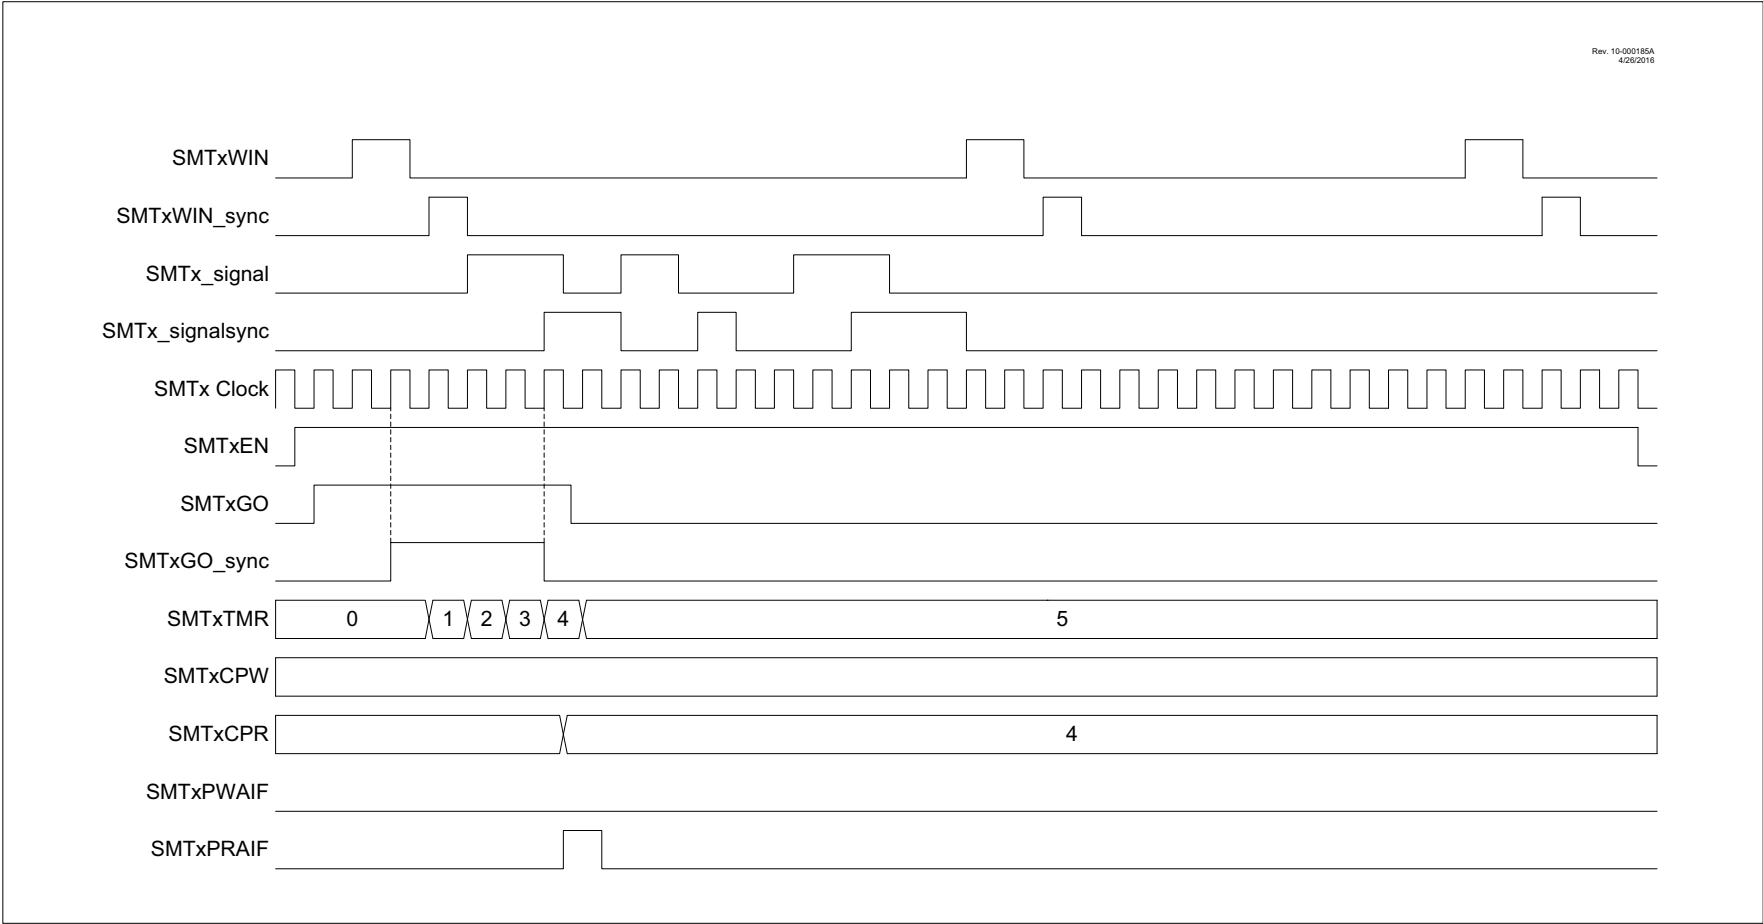 Rev. 10-000185A
4/26/2016
SMTxWIN
SMTxWIN_sync
SMTx_signal
SMTx_signalsync
SMTx Clock
SMTxEN
SMTxGO
SMTxGO_sync
SMTxTMR 0 1 2 3 4 5
SMTxCPW
SMTxCPR 4
SMTxPWAIF
SMTxPRAIF